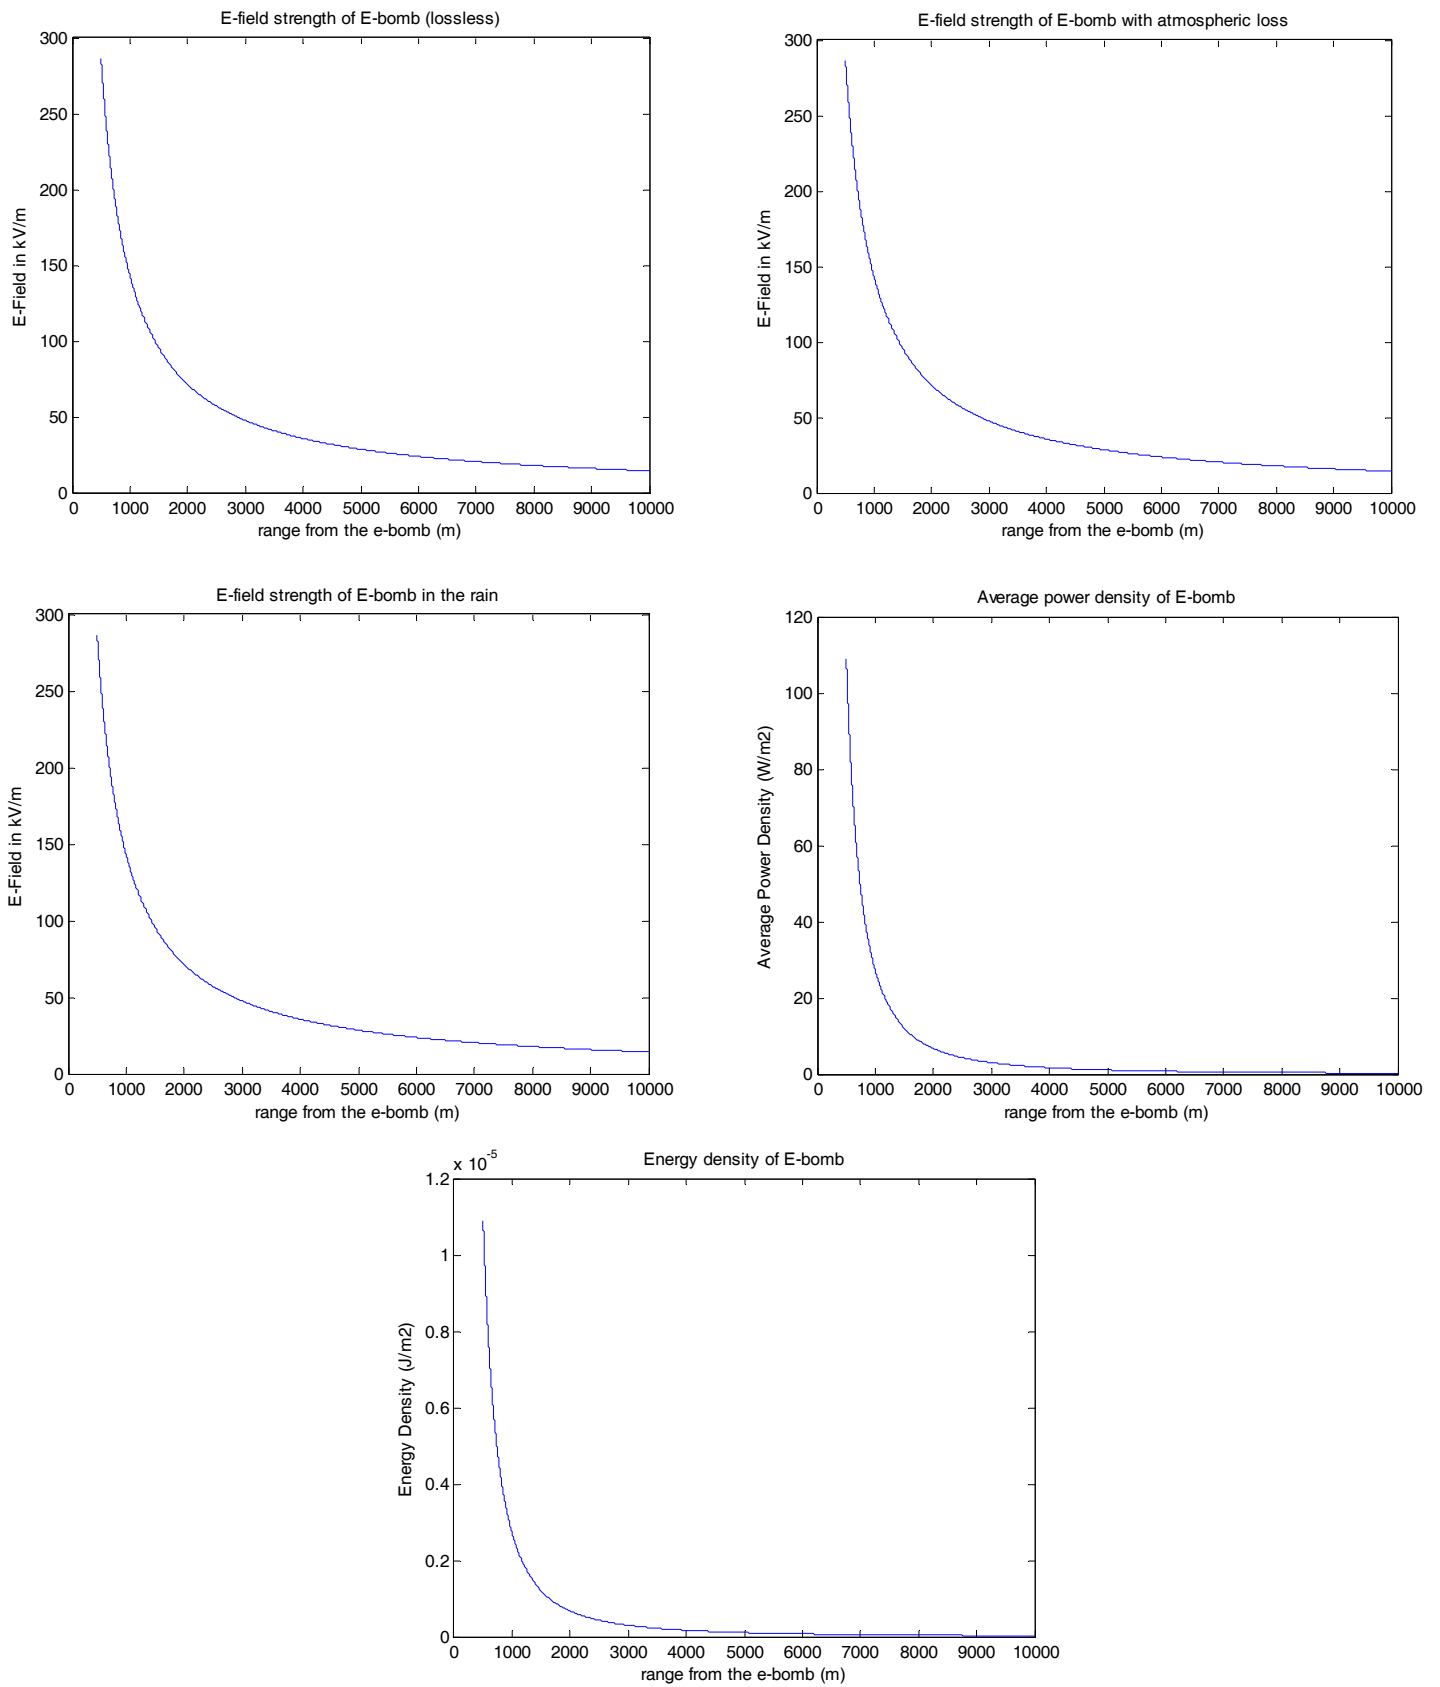 E-field strength of E-bomb (lossless)
300
250
200
150
100
50
0
E-Field in kV/m
0 1000 2000 3000 4000 5000 6000 7000 8000 9000 10000
range from the e-bomb (m)
E-field strength of E-bomb with atmospheric loss
300
250
200
150
100
50
0
E-Field in kV/m
0 1000 2000 3000 4000 5000 6000 7000 8000 9000 10000
range from the e-bomb (m)
E-field strength of E-bomb in the rain
300
250
200
150
100
50
0
E-Field in kV/m
0 1000 2000 3000 4000 5000 6000 7000 8000 9000 10000
range from the e-bomb (m)
Average power density of E-bomb
120
100
80
60
40
20
0
Average Power Density (W/m2)
0 1000 2000 3000 4000 5000 6000 7000 8000 9000 10000
range from the e-bomb (m)
Energy density of E-bomb
x 10-5
1.2
1
0.8
0.6
0.4
0.2
0
Energy Density (J/m2)
0 1000 2000 3000 4000 5000 6000 7000 8000 9000 10000
range from the e-bomb (m)